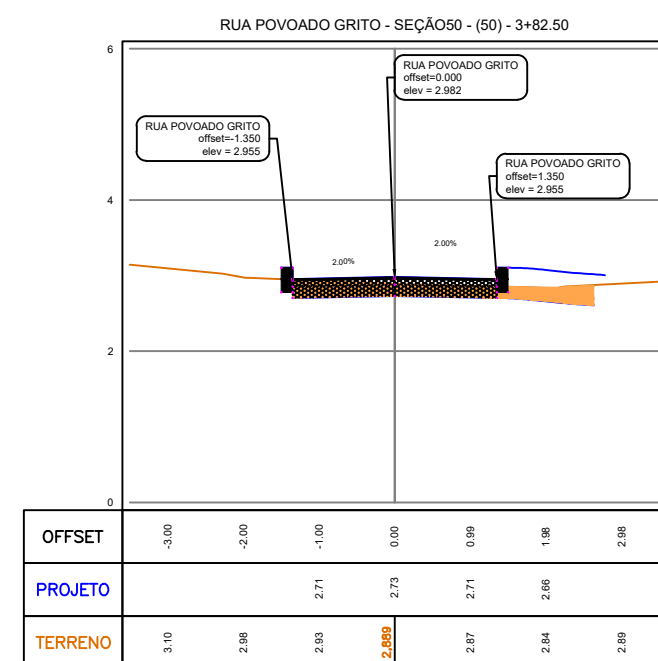 RUA POVOADO GRITO - SEÇÃO50 - (50) - 3+82.50
6
RUA POVOADO GRITO
offset=0.000
elev = 2.982
RUA POVOADO GRITO
offset=-1.350
elev = 2.955
RUA POVOADO GRITO
offset=1.350
elev = 2.955
4
2.00%
2.00%
2
0
OFFSET -3.00 -2.00 -1.00 0.00 0.99 1.98 2.98
PROJETO 2.71 2.73 2.71 2.66
TERRENO 3.10 2.98 2.93 2,889 2.87 2.84 2.89